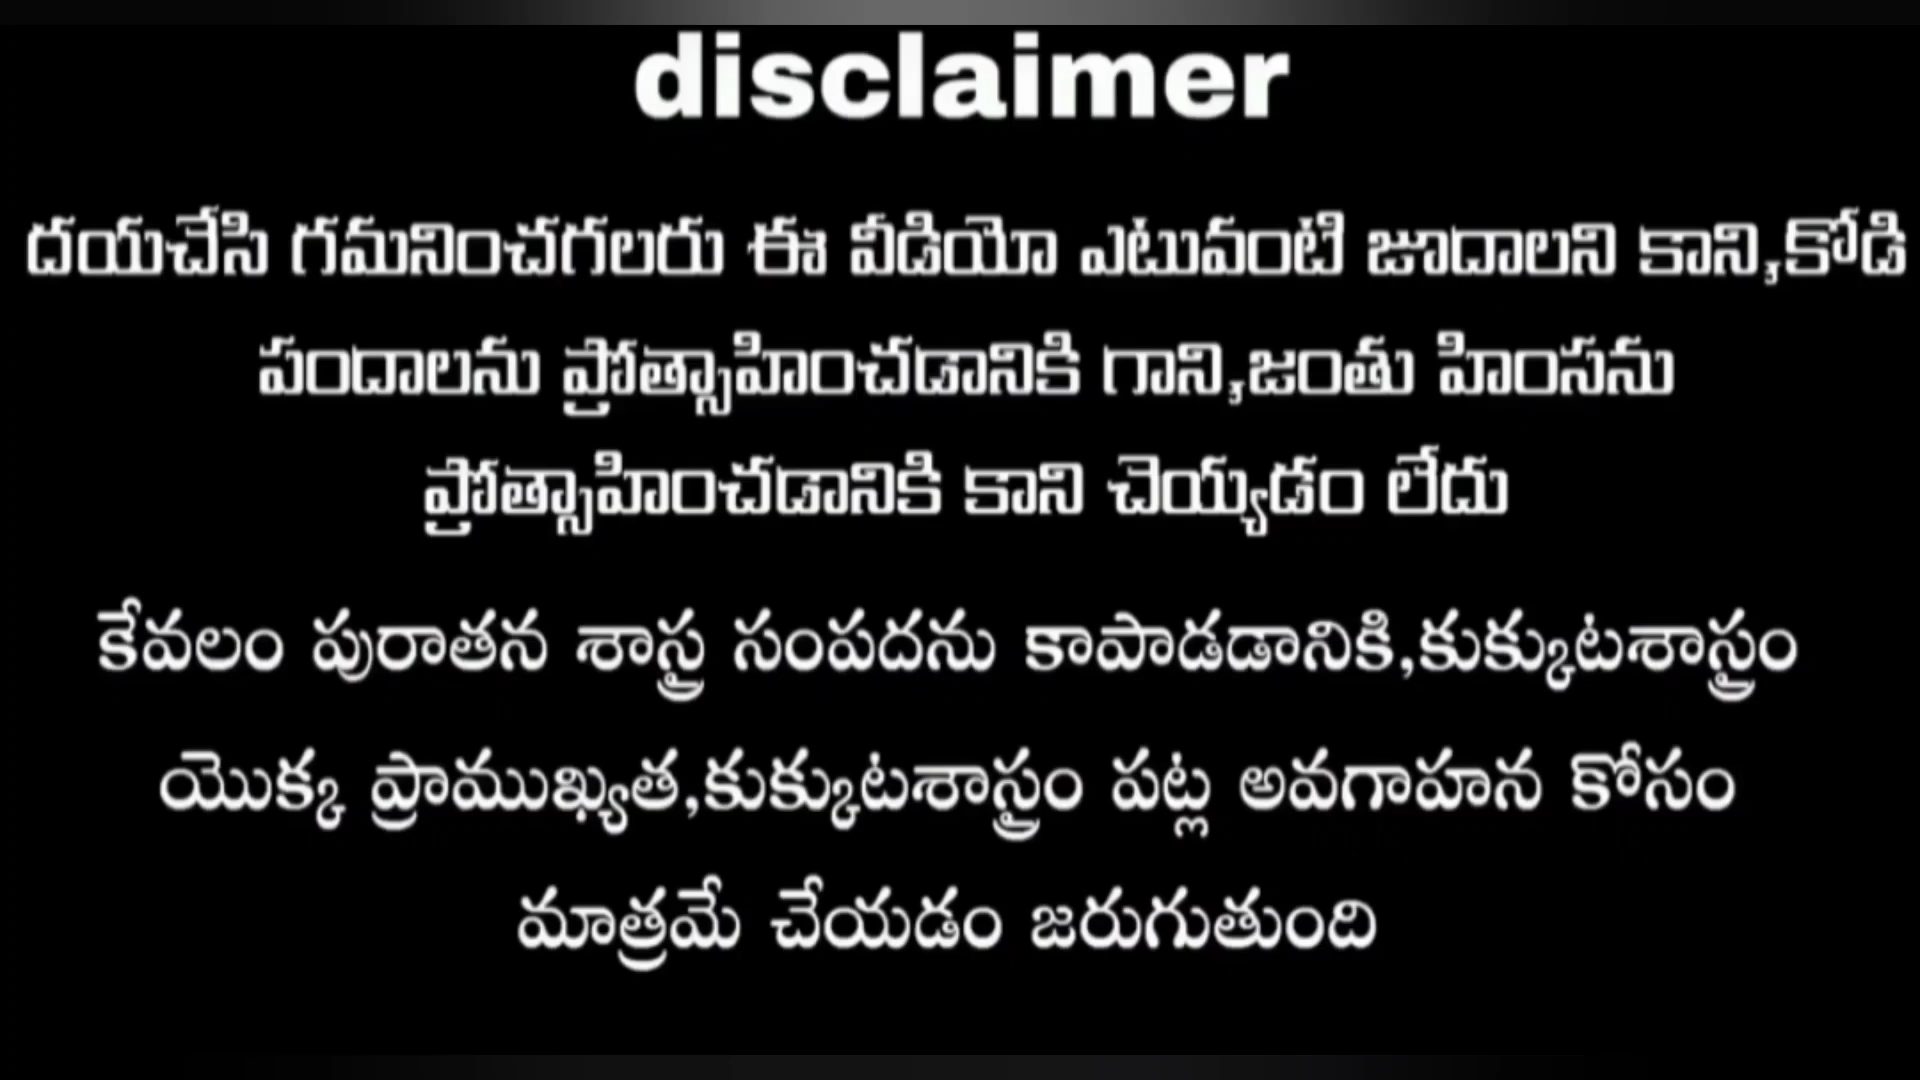 disclaimer
దయచేసి గమనించగలరు ఈ వీడియో ఎటువంటి జూదాలని కాని,కోడి
పందాలను ప్రోత్సాహించడానికి గాని,జంతు హింసను
ప్రోత్సాహించడానికి కాని చెయ్యడం లేదు
కేవలం పురాతన శాస్త్ర సంపదను కాపాడడానికి,కుక్కుటశాస్త్రం
యొక్క ప్రాముఖ్యత,కుక్కుటశాస్త్రం పట్ల అవగాహన కోసం
మాత్రమే చేయడం జరుగుతుంది